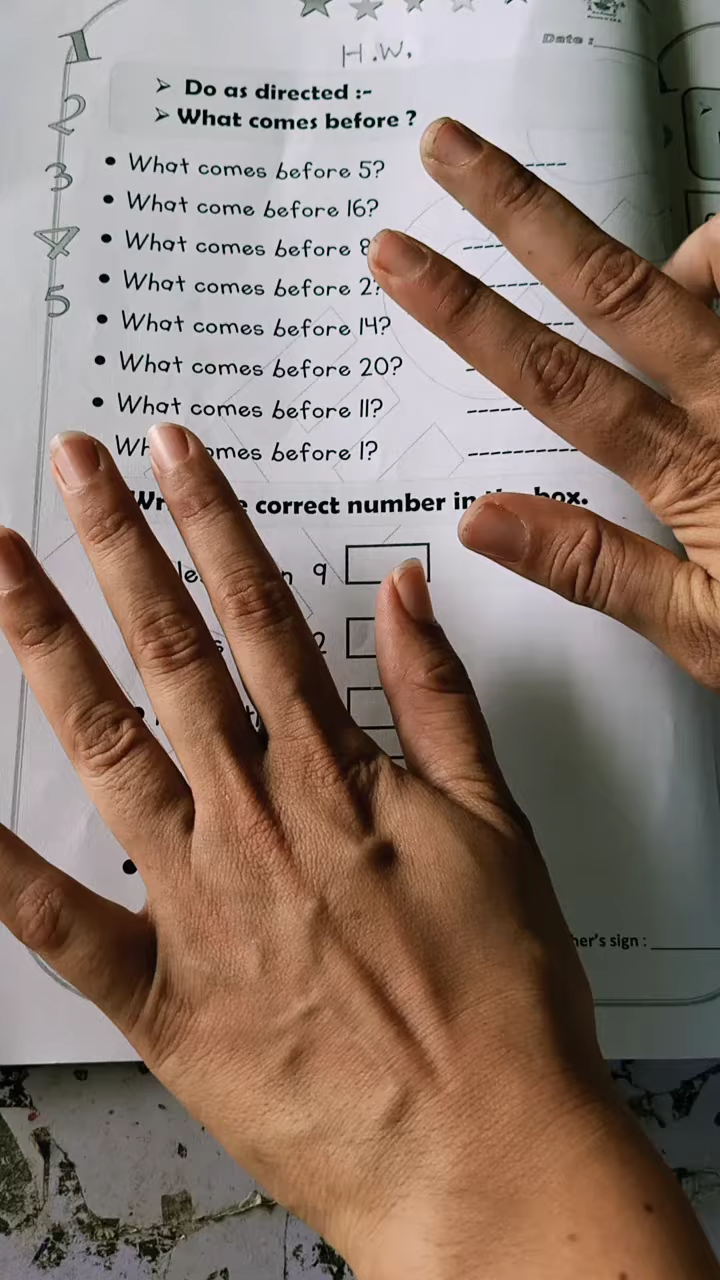 1
H.W.
Date :
➤ Do as directed :-
2
➤ What comes before ?
3
• What comes before 5?
• What come before 16?
4
• What comes before 8
5
• What comes before 2?
• What comes before 14?
• What comes before 20?
• What comes before 11?
comes before 1?
correct number in box.
9
2
her's sign :